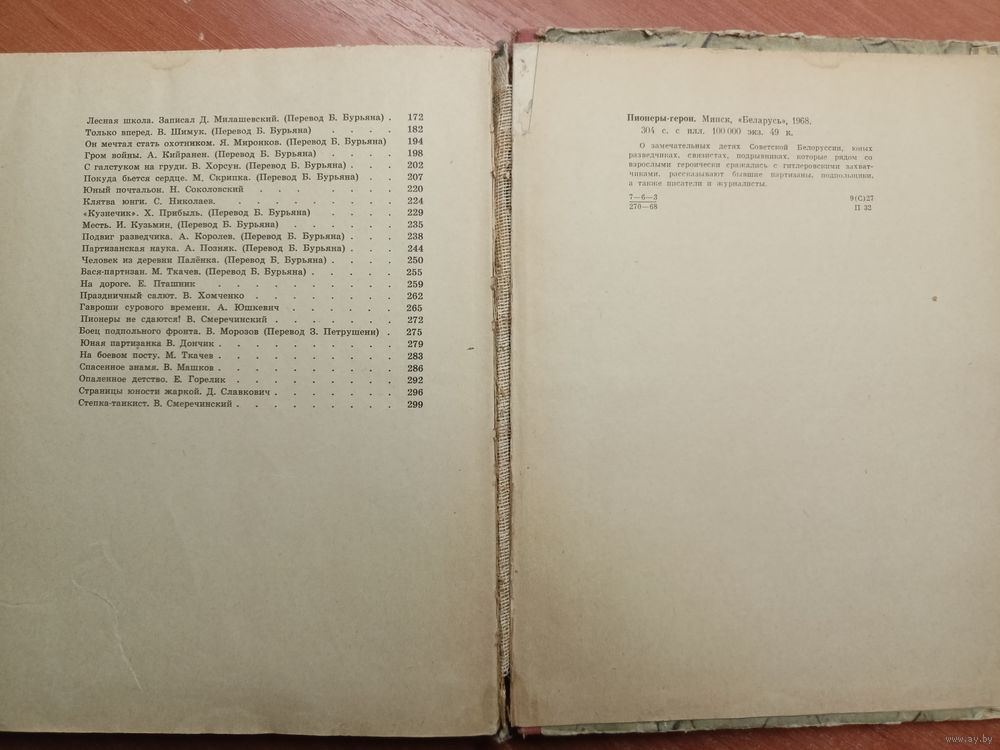 Лесная школа. Записал Д. Милашевский. (Перевод Б. Бурьяна) . 172
Только вперед. В. Шимук. (Перевод Б. Бурьяна) . . . . 182
Он мечтал стать охотником. Я. Миронков. (Перевод Б. Бурьяна) 194
Гром войны. А. Кийранен. (Перевод Б. Бурьяна) . . . . 198
С галстуком на груди. В. Хорсун. (Перевод Б. Бурьяна) . . . 202
Покуда бьется сердце. М. Скрипка. (Перевод Б. Бурьяна) . . . 207
Юный почтальон. Н. Соколовский . . . . . . . 220
Клятва юнги. С. Николаев. . . . . . . . . 224
«Кузнечик». Х. Прибыль. (Перевод Б. Бурьяна) . . . . 229
Месть. И. Кузьмин. (Перевод Б. Бурьяна) . . . . . 235
Подвиг разведчика. А. Королев. (Перевод Б. Бурьяна) . . . 238
Партизанская наука. А. Позняк. (Перевод Б. Бурьяна) . . . 244
Человек из деревни Палёнка. (Перевод Б, Бурьяна) . . . . 250
Вася-партизан. М. Ткачев. (Перевод Б. Бурьяна) . . . . . 255
На дороге. Е. Пташник . . . . . . . . . 259
Праздничный салют. В. Хомченко . . . . . . . 262
Гавроши сурового времени. А. Юшкевич . . . . . . 265
Пионеры не сдаются! В. Смеречинский . . . . . . 272
Боец подпольного фронта. В. Морозов (Перевод З. Петрушени) . 275
Юная партизанка В. Дончик . . . . . . . . 279
На боевом посту. М. Ткачев . . . . . . . . 283
Спасенное знамя. В. Машков . . . . . . . . 286
Опаленное детство. Е. Горелик . . . . . . . . 292
Страницы юности жаркой. Д. Славкович . . . . . . 296
Степка-танкист. В. Смеречинский . . . . . . . . 299
Пионеры-герои. Минск, «Беларусь», 1968.
304 с. с илл. 100 000 экз. 49 к.
О замечательных детях Советской Белоруссии, юных
разведчиках, связистах, подрывниках, которые рядом со
взрослыми героически сражались с гитлеровскими захват-
чиками, рассказывают бывшие партизаны, подпольщики,
а также писатели и журналисты.
7—6—3 9(С)27
270—68 П 32
www.ay.by